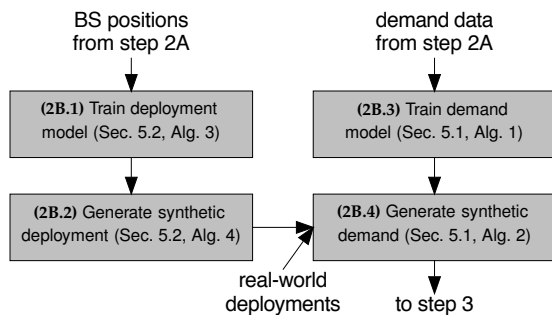 BS positions
from step 2A
demand data
from step 2A
(2B.1) Train deployment
model (Sec. 5.2, Alg. 3)
(2B.3) Train demand
model (Sec. 5.1, Alg. 1)
(2B.2) Generate synthetic
deployment (Sec. 5.2, Alg. 4)
(2B.4) Generate synthetic
demand (Sec. 5.1, Alg. 2)
real-world
deployments
to step 3